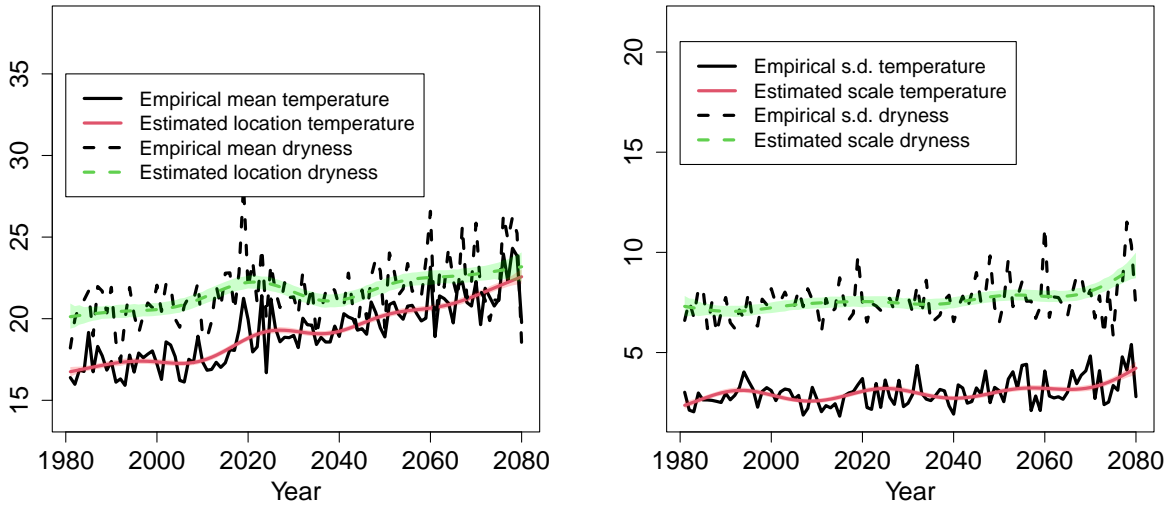 35
30
25
20
15
Empirical mean temperature
Estimated location temperature
Empirical mean dryness
Estimated location dryness
1980 2000 2020 2040 2060 2080
Year
20
15
10
5
Empirical s.d. temperature
Estimated scale temperature
Empirical s.d. dryness
Estimated scale dryness
1980 2000 2020 2040 2060 2080
Year